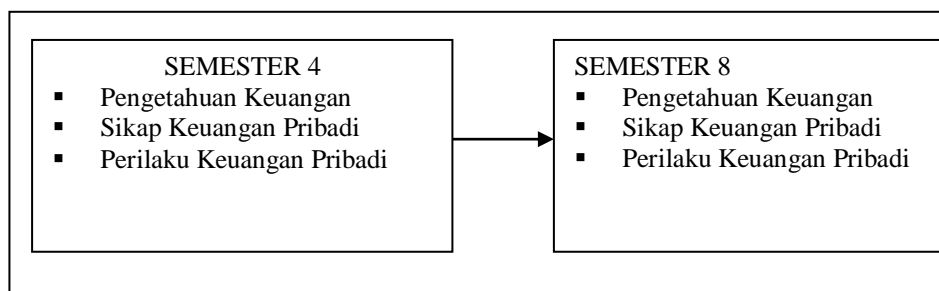 SEMESTER 4
▪ Pengetahuan Keuangan
▪ Sikap Keuangan Pribadi
▪ Perilaku Keuangan Pribadi
SEMESTER 8
▪ Pengetahuan Keuangan
▪ Sikap Keuangan Pribadi
▪ Perilaku Keuangan Pribadi